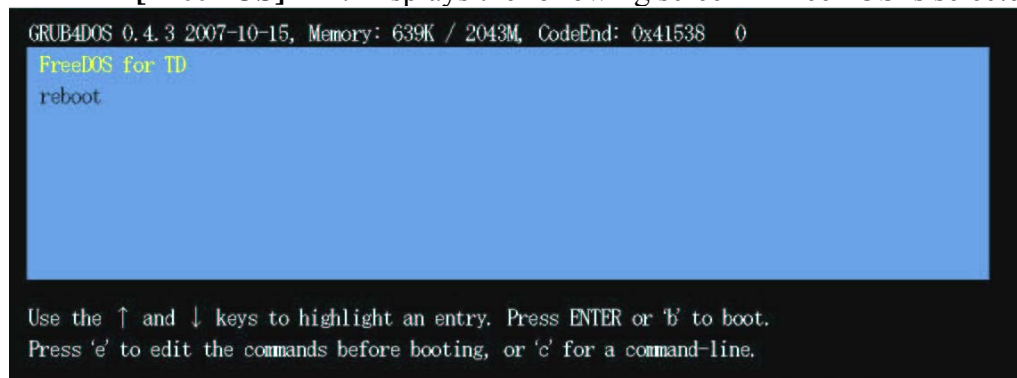 GRUB4DOS 0.4.3 2007-10-15, Memory: 639K / 2043M, CodeEnd: 0x41538 0
FreeDOS for TD
reboot
Use the ↑ and ↓ keys to highlight an entry. Press ENTER or 'b' to boot.
Press 'e' to edit the commands before booting, or 'c' for a command-line.